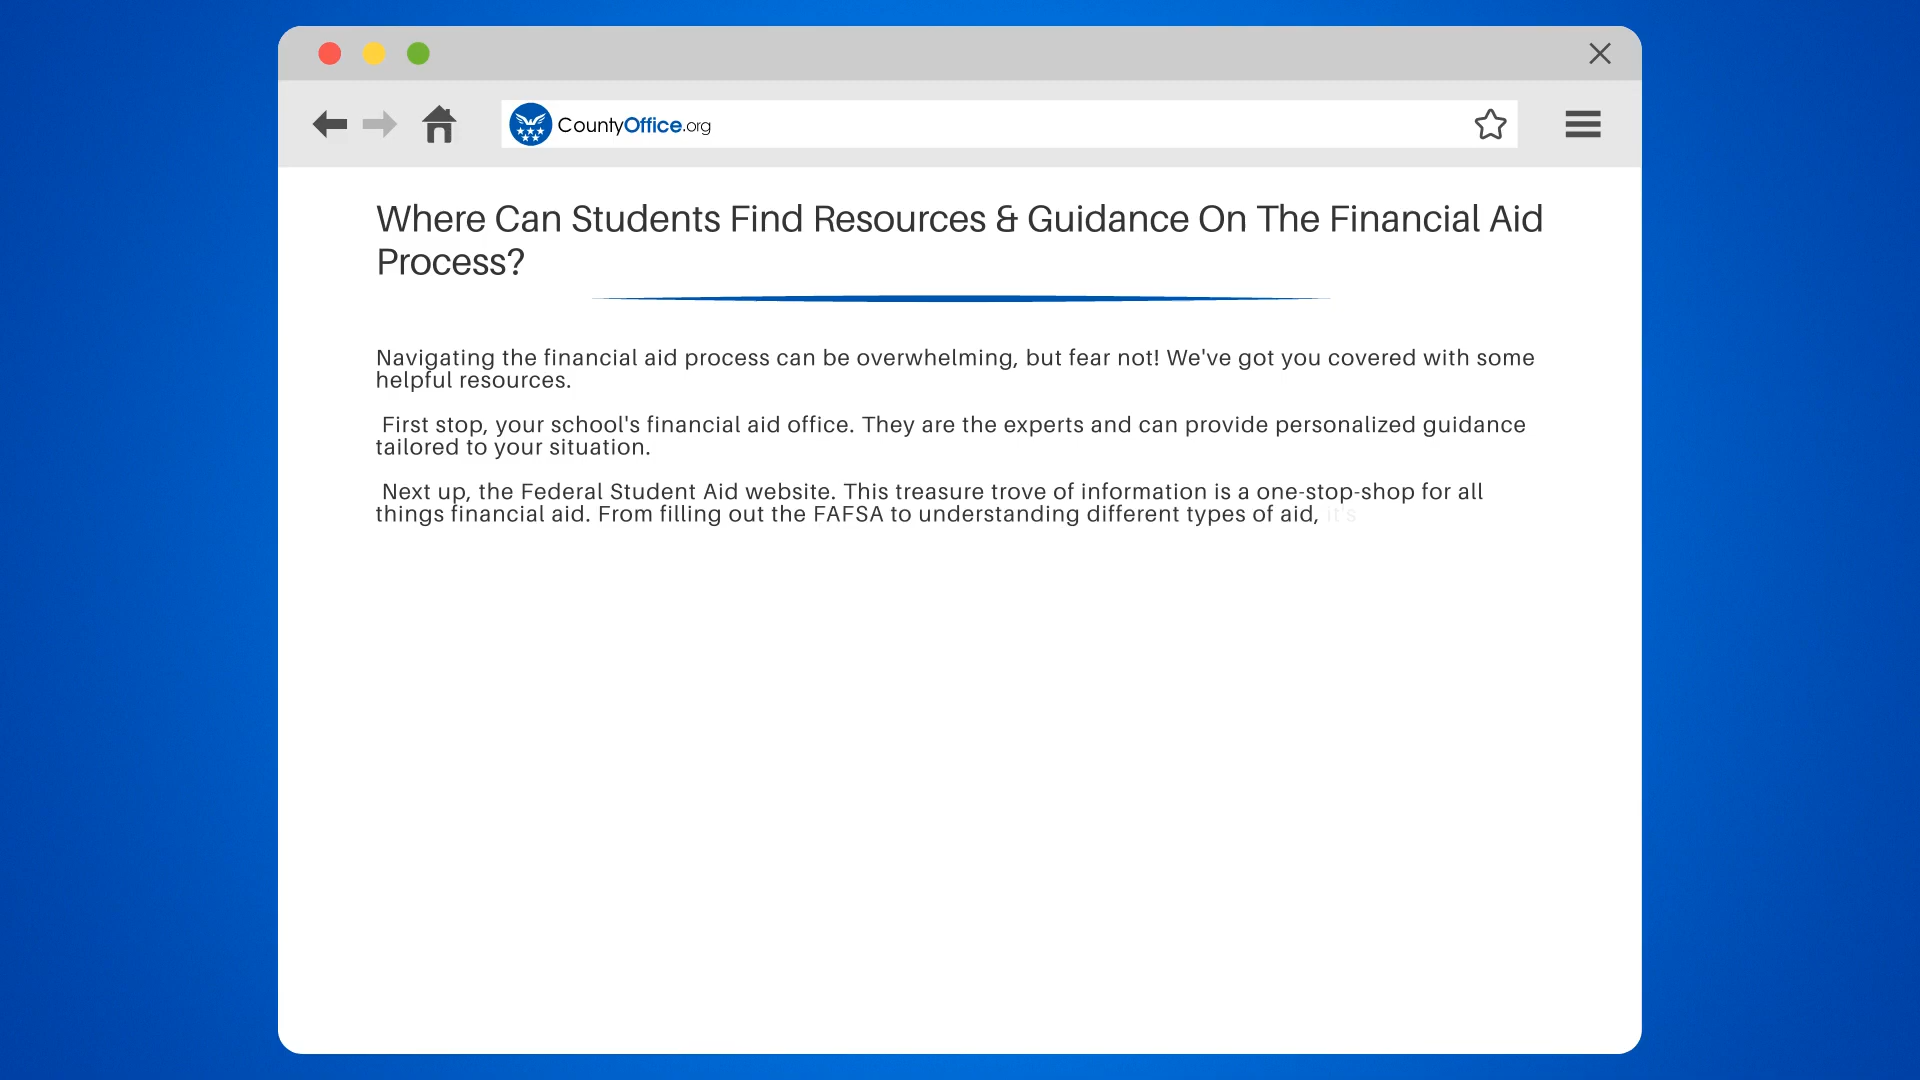 CountyOffice.org
Where Can Students Find Resources & Guidance On The Financial Aid
Process?
Navigating the financial aid process can be overwhelming, but fear not! We've got you covered with some
helpful resources.
First stop, your school's financial aid office. They are the experts and can provide personalized guidance
tailored to your situation.
Next up, the Federal Student Aid website. This treasure trove of information is a one-stop-shop for all
things financial aid. From filling out the FAFSA to understanding different types of aid, it's